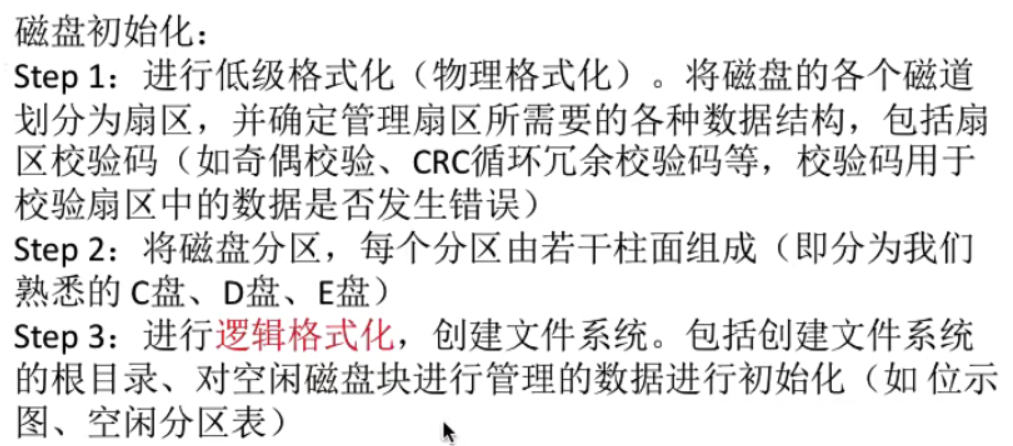 磁盘初始化：
Step 1：进行低级格式化（物理格式化）。将磁盘的各个磁道
划分为扇区，并确定管理扇区所需要的各种数据结构，包括扇
区校验码（如奇偶校验、CRC循环冗余校验码等，校验码用于
校验扇区中的数据是否发生错误）
Step 2：将磁盘分区，每个分区由若干柱面组成（即分为我们
熟悉的 C盘、D盘、E盘）
Step 3：进行逻辑格式化，创建文件系统。包括创建文件系统
的根目录、对空闲磁盘块进行管理的数据进行初始化（如 位示
图、空闲分区表）